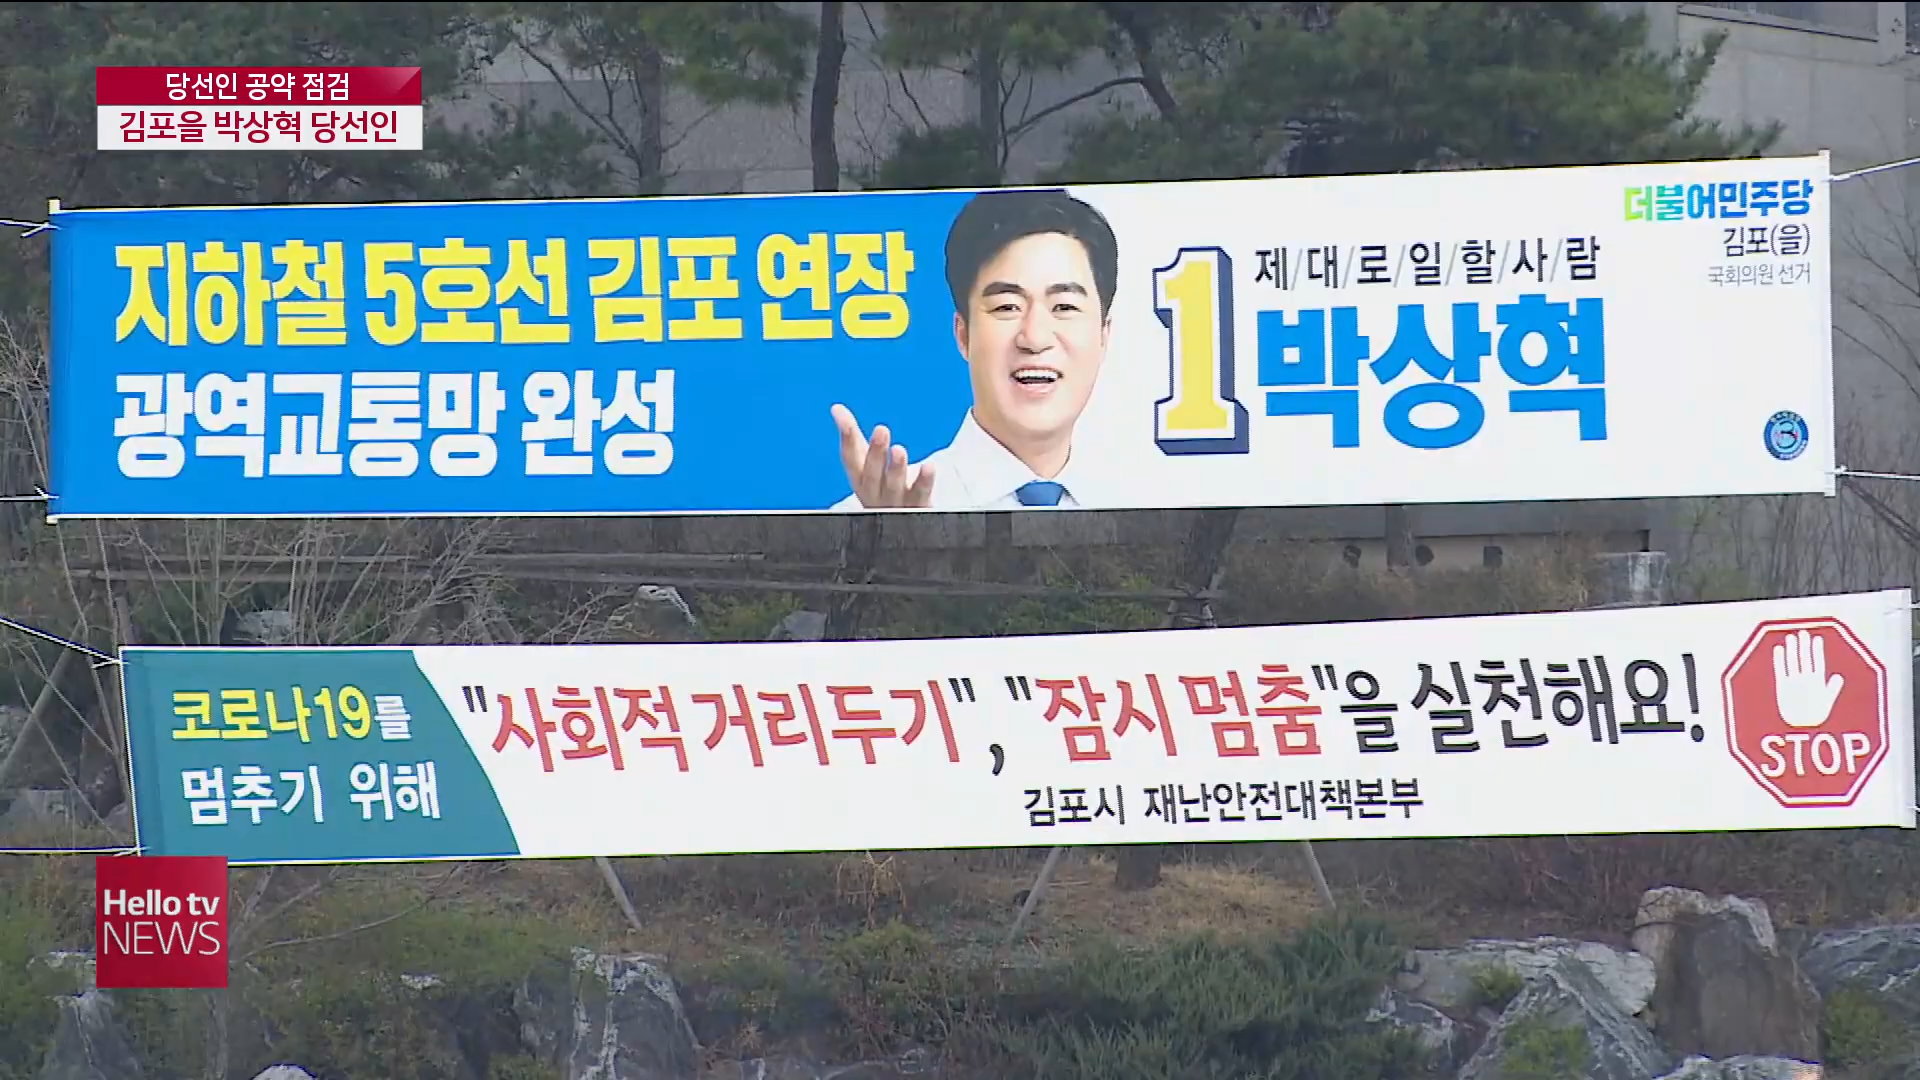 당선인 공약 점검
김포을 박상혁 당선인
지하철 5호선 김포 연장
광역교통망 완성
1
제/대/로/일/할/사/람
박상혁
더불어민주당
김포(을)
국회의원 선거
코로나19를
멈추기 위해
"사회적 거리두기", "잠시 멈춤"을 실천해요!
김포시 재난안전대책본부
STOP
Hello tv
NEWS